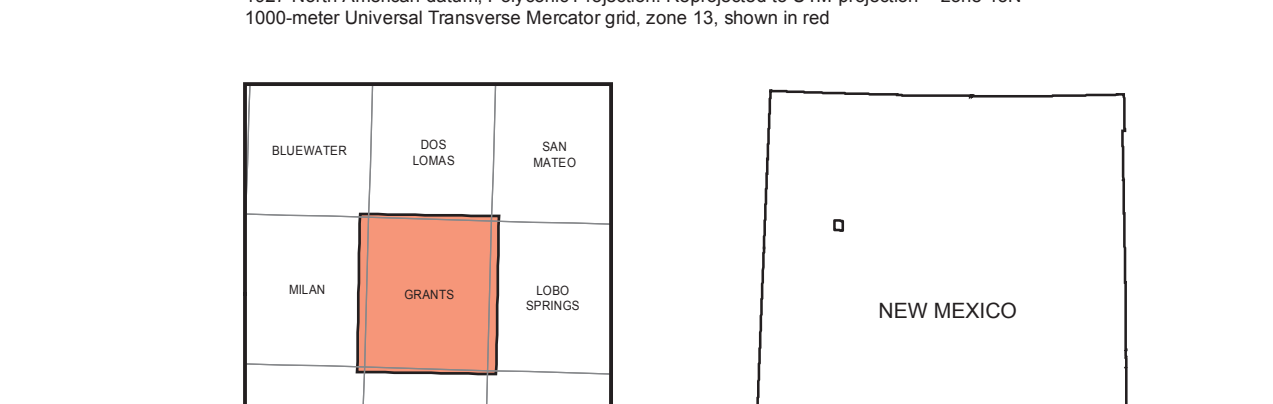 1000-meter Universal Transverse Mercator grid, zone 13, shown in red
BLUEWATER
DOS
LOMAS
SAN
MATEO
MILAN
GRANTS
LOBO
SPRINGS
NEW MEXICO